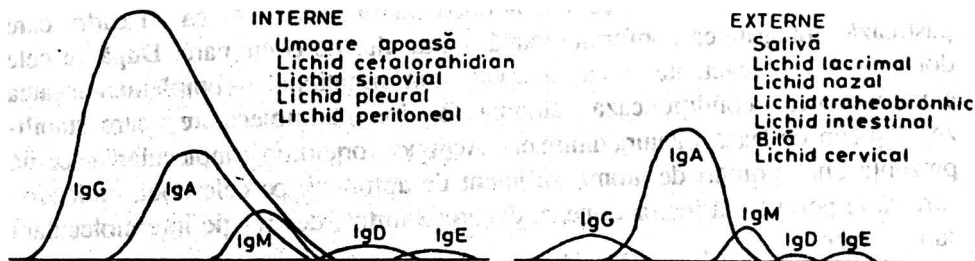 INTERNE
Umoare apoasă
Lichid cefalorahidian
Lichid sinovial
Lichid pleural
Lichid peritoneal
IgG
IgA
IgM
IgD
IgE
EXTERNE
Salivă
Lichid lacrimal
Lichid nazal
Lichid traheobronhic
Lichid intestinal
Bilă
Lichid cervical
IgG
IgA
IgM
IgD
IgE